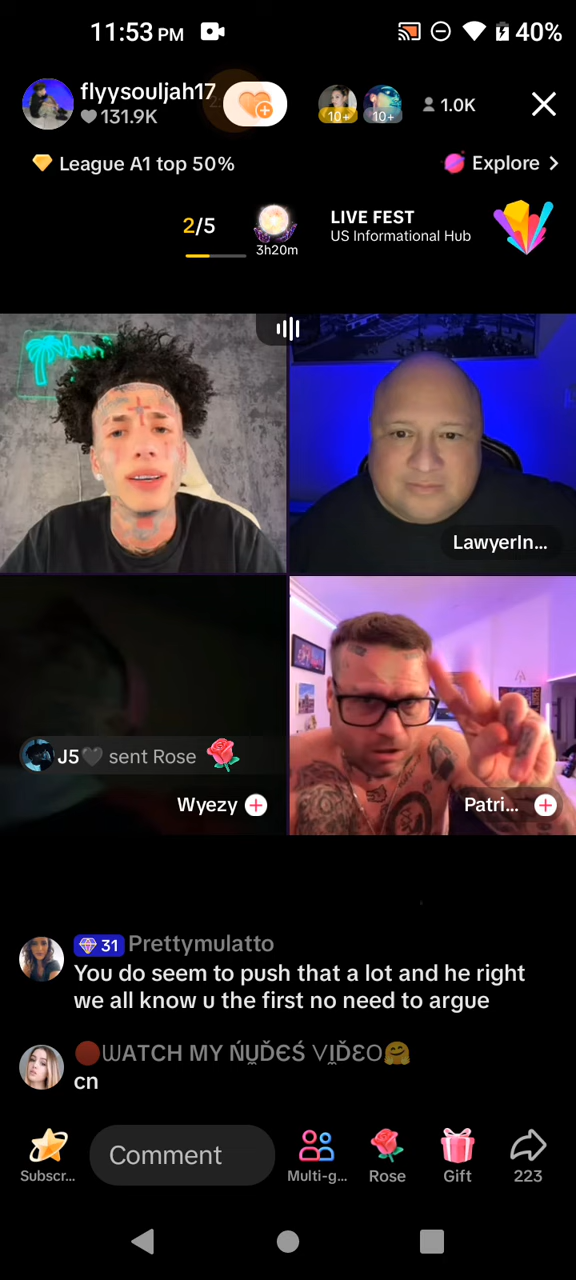 11:53 PM
40%
flyysouljah17
131.9K
10+
10+
1.0K
League A1 top 50%
Explore >
2/5
3h20m
LIVE FEST
US Informational Hub
LawyerIn...
J5🖤 sent Rose
Wyezy
Patri...
31 Prettymulatto
You do seem to push that a lot and he right
we all know u the first no need to argue
🔴ᗯATCH MY ŃṲĎЄŚ ᐯḬĎƐO🤗
cn
Subscr...
Comment
Multi-g...
Rose
Gift
223